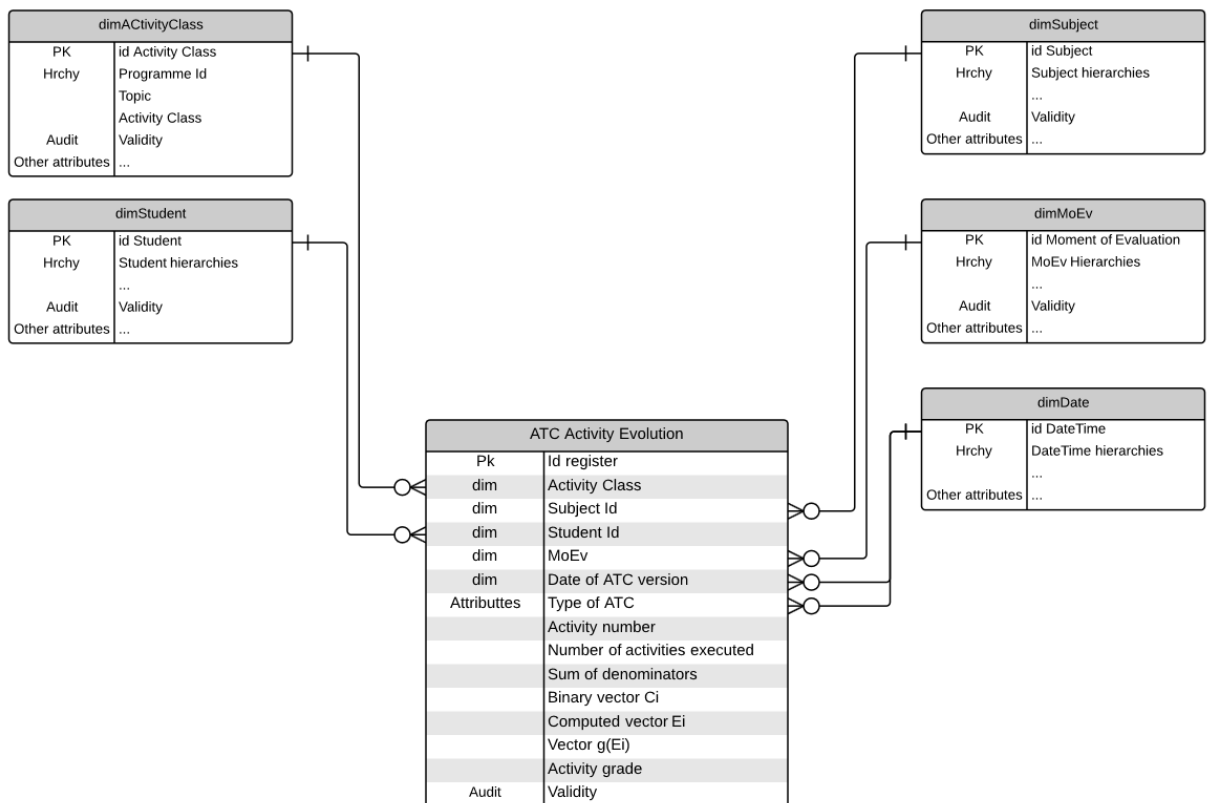 dimACtivityClass
PK id Activity Class
Hrchy Programme Id
Topic
Activity Class
Audit Validity
Other attributes ...
dimStudent
PK id Student
Hrchy Student hierarchies
...
Audit Validity
Other attributes ...
dimSubject
PK id Subject
Hrchy Subject hierarchies
...
Audit Validity
Other attributes ...
dimMoEv
PK id Moment of Evaluation
Hrchy MoEv Hierarchies
...
Audit Validity
Other attributes ...
dimDate
PK id DateTime
Hrchy DateTime hierarchies
...
Other attributes ...
ATC Activity Evolution
Pk Id register
dim Activity Class
dim Subject Id
dim Student Id
dim MoEv
dim Date of ATC version
Attributtes Type of ATC
Activity number
Number of activities executed
Sum of denominators
Binary vector Ci
Computed vector Ei
Vector g(Ei)
Activity grade
Audit Validity